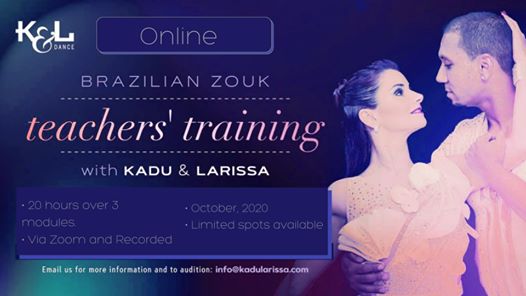 K&L
DANCE
Online
BRAZILIAN ZOUK
teachers' training
with KADU & LARISSA
• 20 hours over 3
modules.
• Via Zoom and Recorded
• October, 2020
• Limited spots available
Email us for more information and to audition: info@kadularissa.com